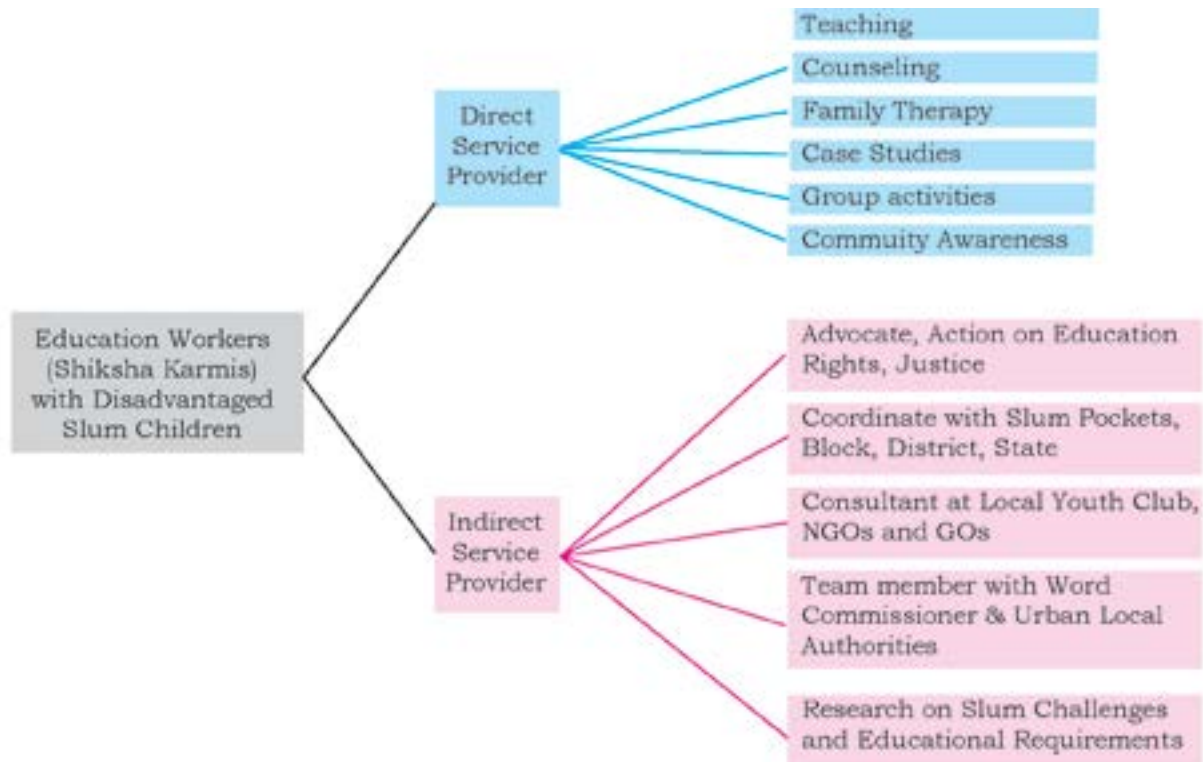 Education Workers
(Shiksha Karmis)
with Disadvantaged
Slum Children
Direct
Service
Provider
Teaching
Counseling
Family Therapy
Case Studies
Group activities
Commuity Awareness
Indirect
Service
Provider
Advocate, Action on Education
Rights, Justice
Coordinate with Slum Pockets,
Block, District, State
Consultant at Local Youth Club,
NGOs and GOs
Team member with Word
Commissioner & Urban Local
Authorities
Research on Slum Challenges
and Educational Requirements